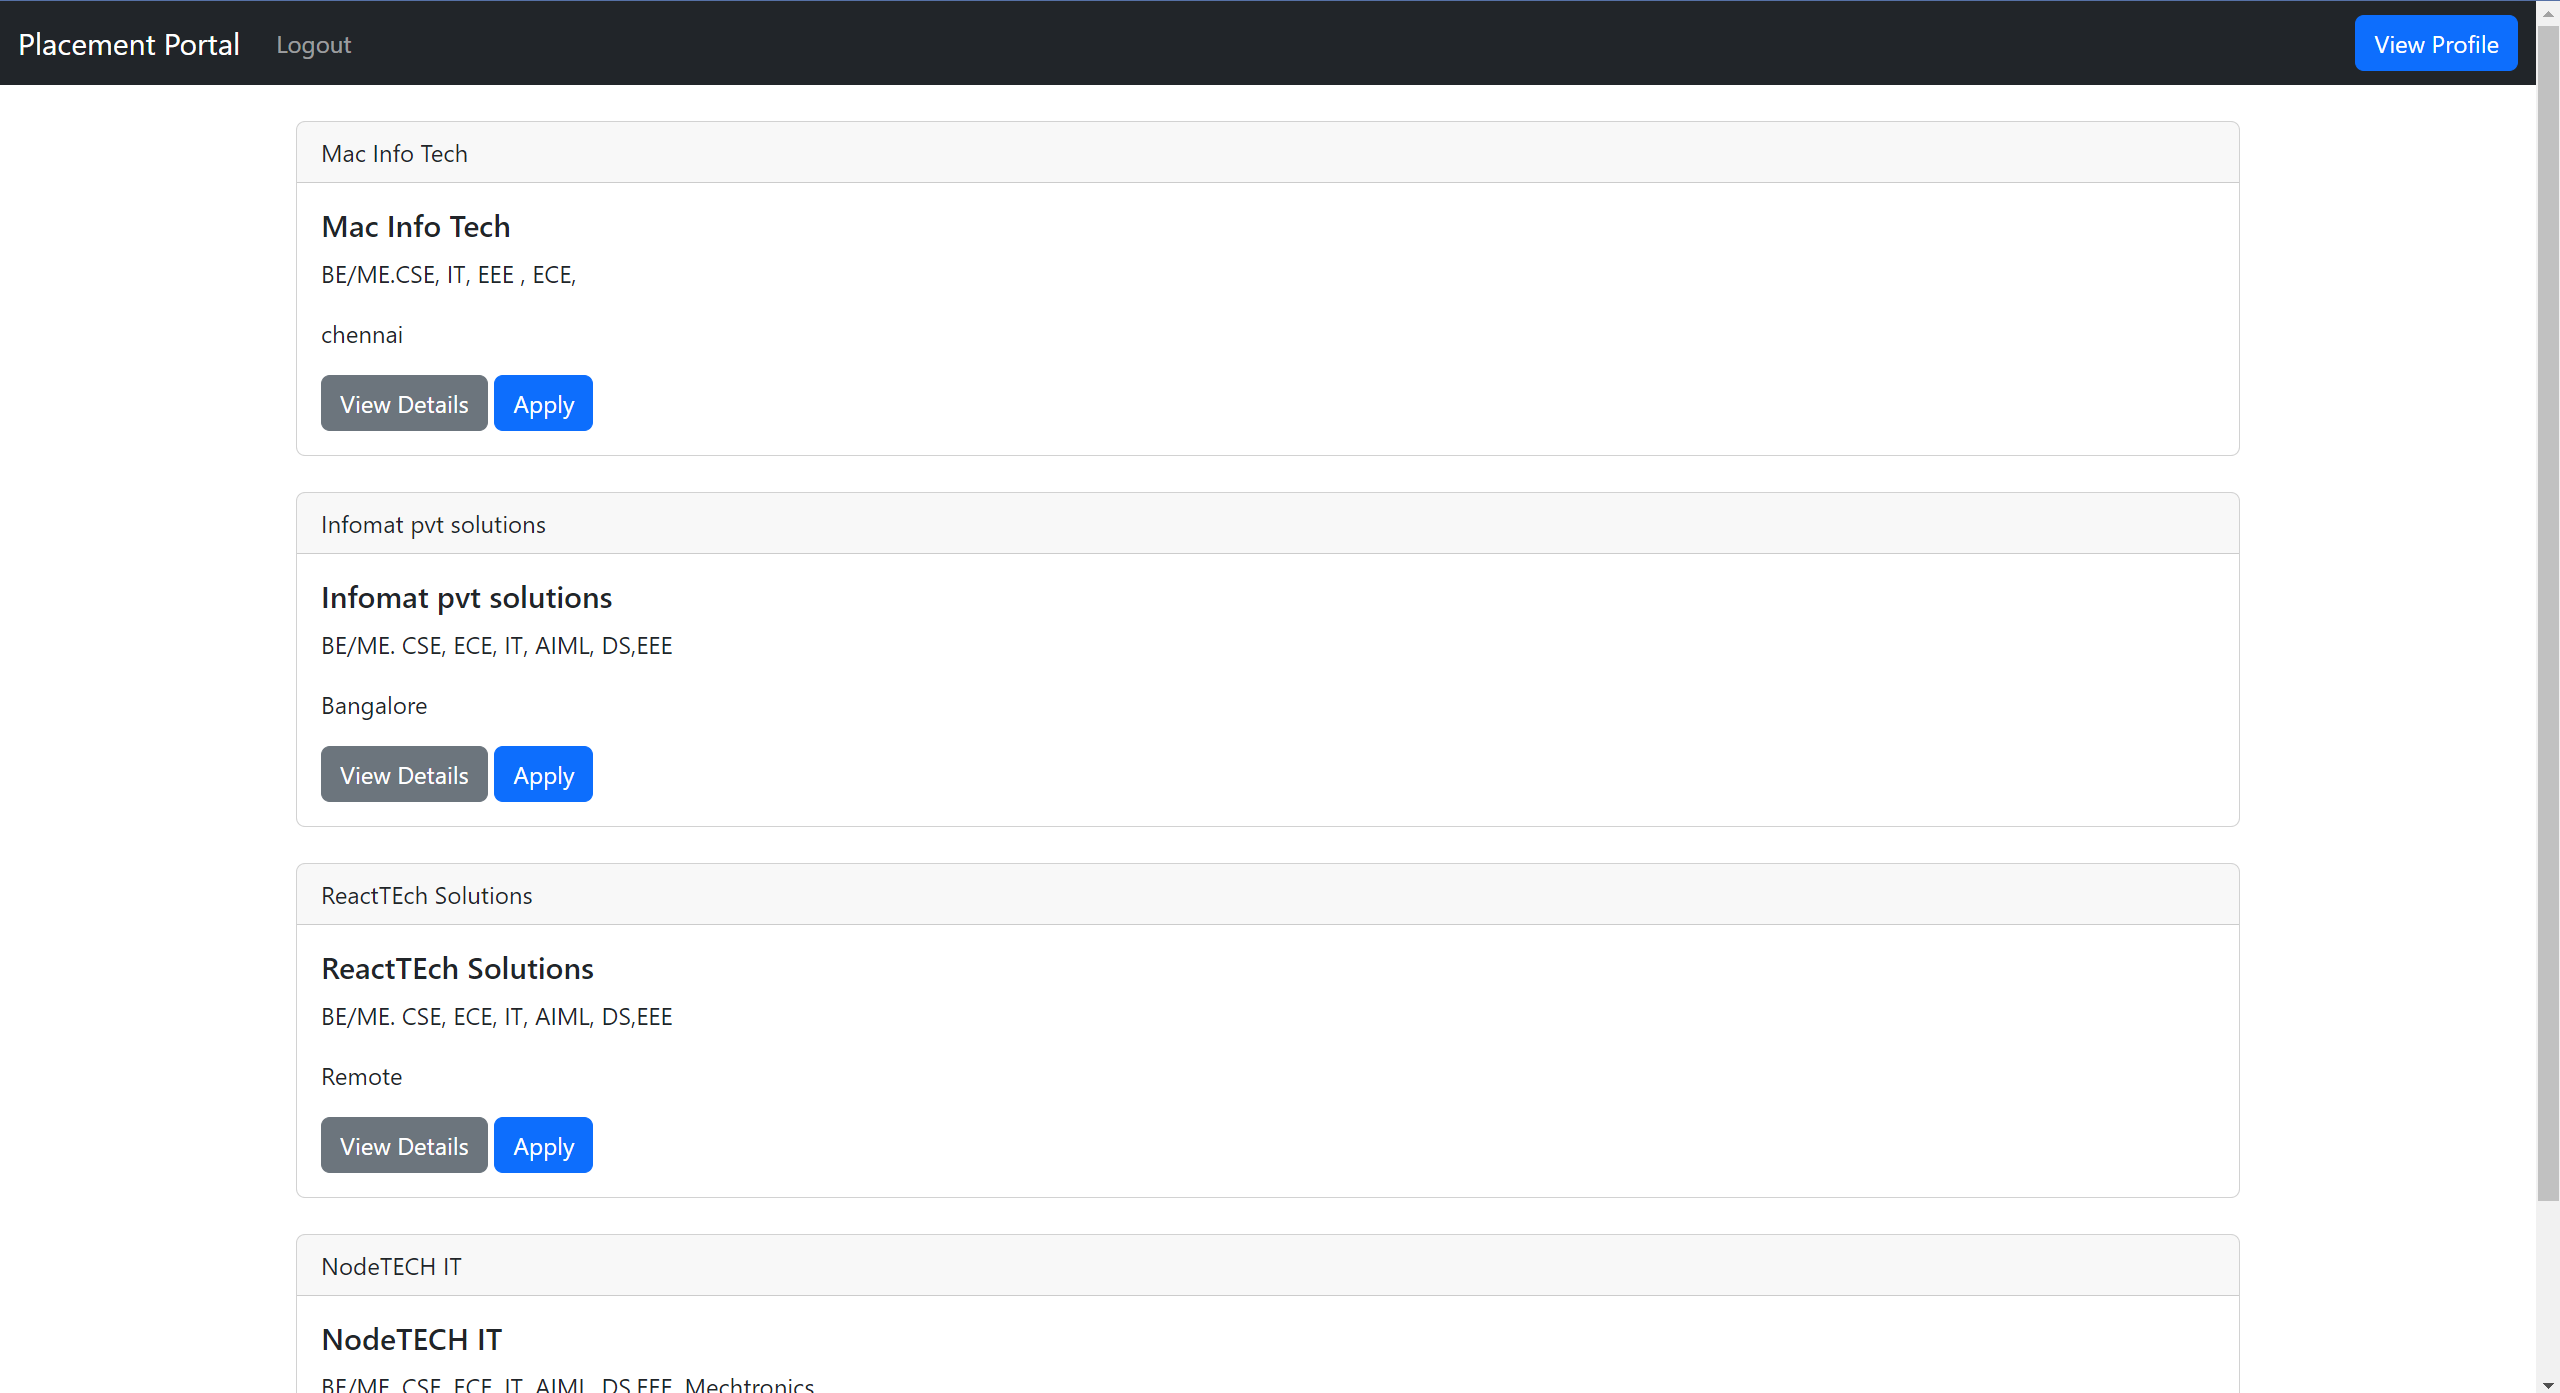 Placement Portal Logout View Profile
Mac Info Tech
Mac Info Tech
BE/ME.CSE, IT, EEE , ECE,
chennai
View Details Apply
Infomat pvt solutions
Infomat pvt solutions
BE/ME. CSE, ECE, IT, AIML, DS,EEE
Bangalore
View Details Apply
ReactTEch Solutions
ReactTEch Solutions
BE/ME. CSE, ECE, IT, AIML, DS,EEE
Remote
View Details Apply
NodeTECH IT
NodeTECH IT
BE/ME. CSE, ECE, IT, AIML, DS,EEE, Mechtronics